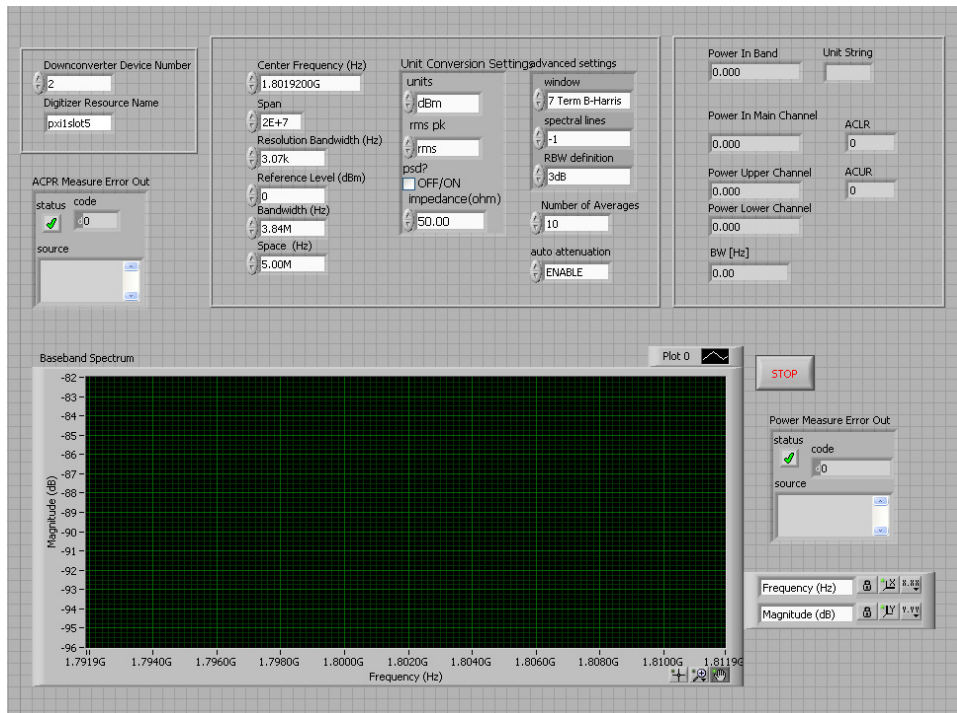 Downconverter Device Number
2
Digitizer Resource Name
pxi1slot5
ACPR Measure Error Out
status code
d0
source
Center Frequency (Hz)
1.8019200G
Span
2E+7
Resolution Bandwidth (Hz)
3.07k
Reference Level (dBm)
0
Bandwidth (Hz)
3.84M
Space (Hz)
5.00M
Unit Conversion Settings
units
dBm
rms pk
rms
psd?
OFF/ON
impedance(ohm)
50.00
advanced settings
window
7 Term B-Harris
spectral lines
-1
RBW definition
3dB
Number of Averages
10
auto attenuation
ENABLE
Power In Band
0.000
Unit String
Power In Main Channel
0.000
ACLR
0
Power Upper Channel
0.000
ACUR
0
Power Lower Channel
0.000
BW [Hz]
0.00
Baseband Spectrum
Plot 0
-82
-83
-84
-85
-86
-87
-88
-89
-90
-91
-92
-93
-94
-95
-96
Magnitude (dB)
1.7919G 1.7940G 1.7960G 1.7980G 1.8000G 1.8020G 1.8040G 1.8060G 1.8080G 1.8100G 1.8119G
Frequency (Hz)
STOP
Power Measure Error Out
status
code
d0
source
Frequency (Hz)
X
X.XX
Magnitude (dB)
Y
Y.YY